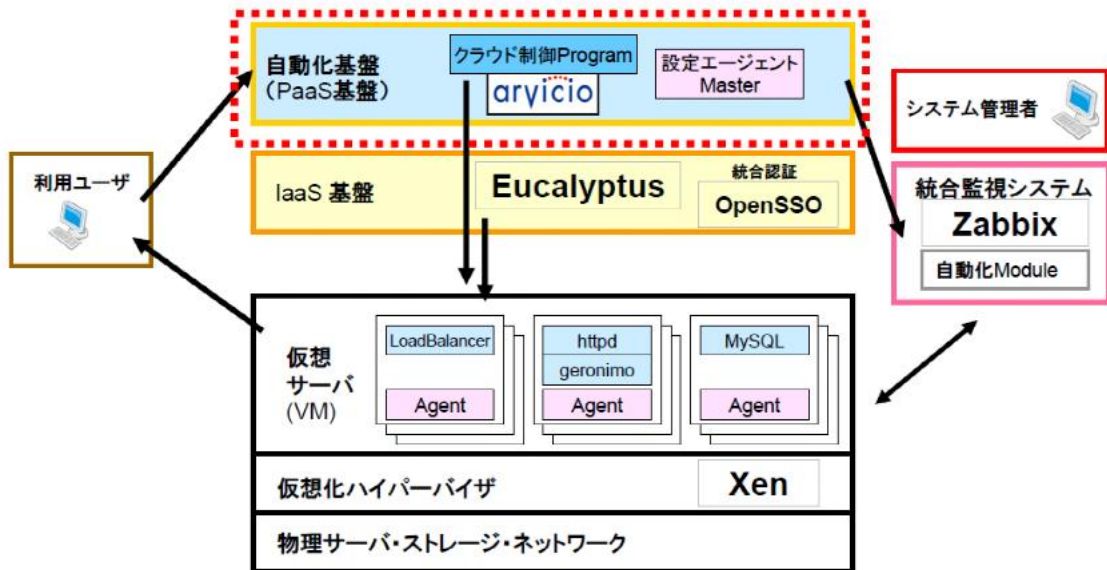 自動化基盤
(PaaS基盤)
クラウド制御Program
arvicio
設定エージェント
Master
システム管理者
利用ユーザ
IaaS 基盤
Eucalyptus
統合認証
OpenSSO
統合監視システム
Zabbix
自動化Module
仮想
サーバ
(VM)
LoadBalancer
Agent
httpd
geronimo
Agent
MySQL
Agent
仮想化ハイパーバイザ
Xen
物理サーバ・ストレージ・ネットワーク